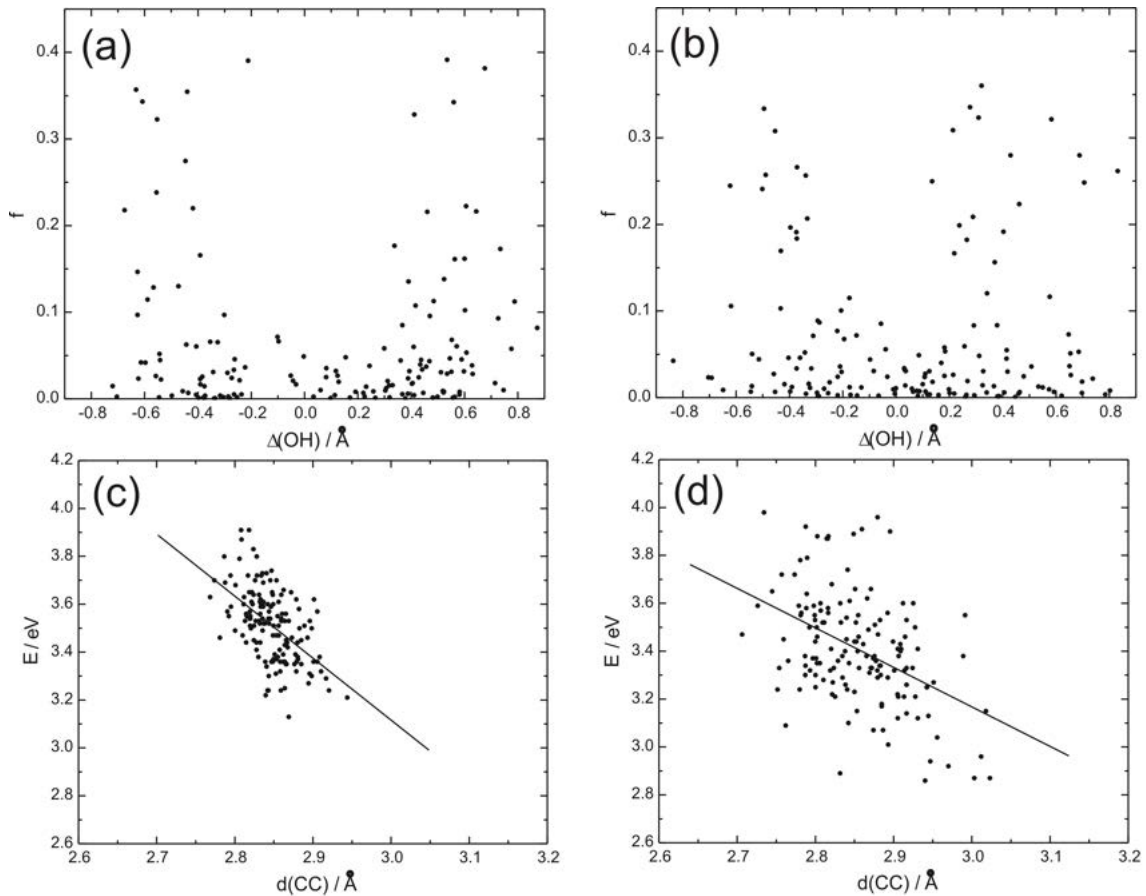 (a)
0.4
0.3
f
0.2
0.1
0.0
-0.8 -0.6 -0.4 -0.2 0.0 0.2 0.4 0.6 0.8
Δ(OH) / Å
(b)
0.4
0.3
f
0.2
0.1
0.0
-0.8 -0.6 -0.4 -0.2 0.0 0.2 0.4 0.6 0.8
Δ(OH) / Å
(c)
4.2
4.0
3.8
3.6
E / eV
3.4
3.2
3.0
2.8
2.6
2.6 2.7 2.8 2.9 3.0 3.1 3.2
d(CC) / Å
(d)
4.2
4.0
3.8
3.6
E / eV
3.4
3.2
3.0
2.8
2.6
2.6 2.7 2.8 2.9 3.0 3.1 3.2
d(CC) / Å